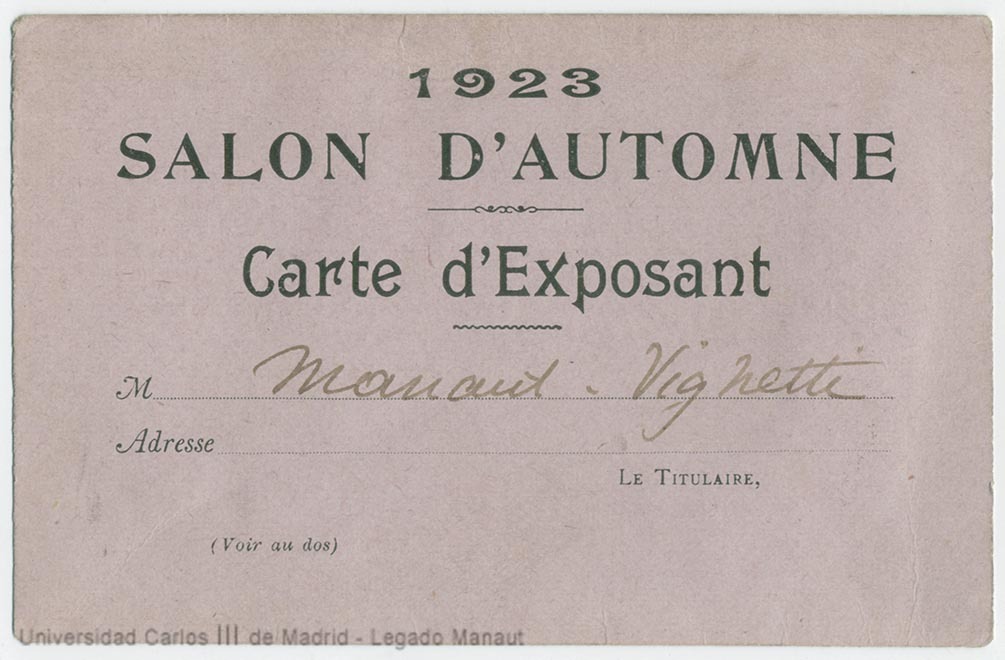 1923
SALON D'AUTOMNE
Carte d'Exposant
M Manaut - Vighetti
Adresse
LE TITULAIRE,
(Voir au dos)
Universidad Carlos III de Madrid - Legado Manaut